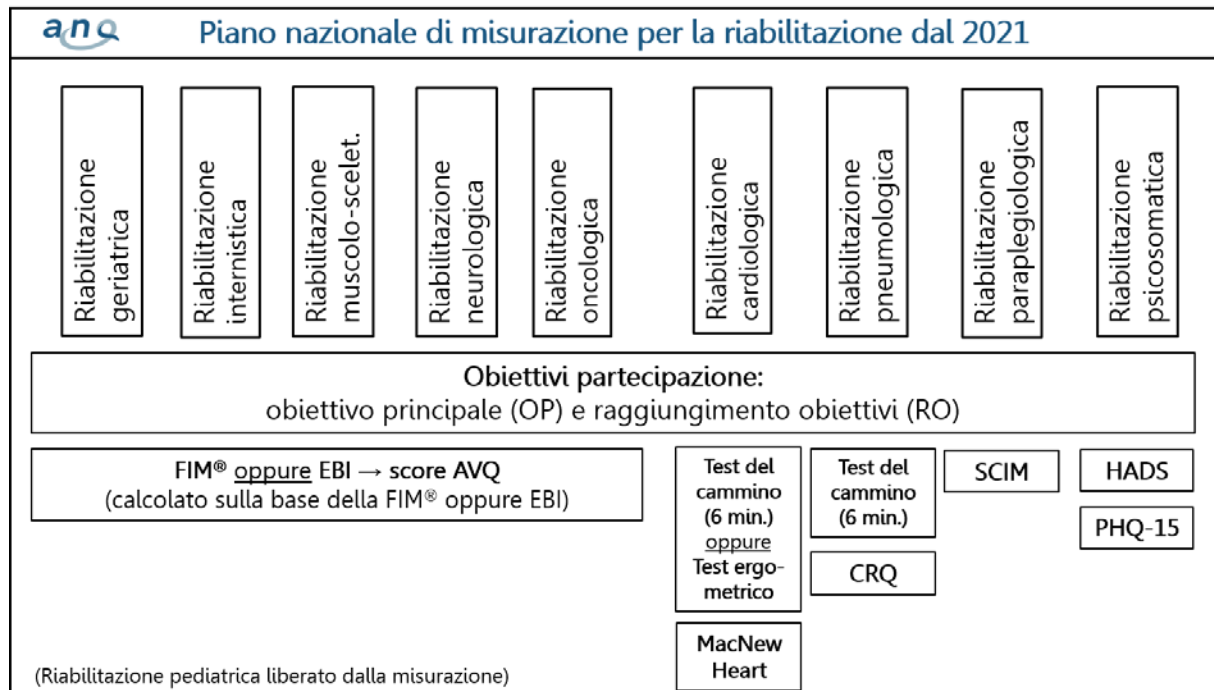 anq
Piano nazionale di misurazione per la riabilitazione dal 2021
Riabilitazione
geriatrica
Riabilitazione
internistica
Riabilitazione
muscolo-scelet.
Riabilitazione
neurologica
Riabilitazione
oncologica
Riabilitazione
cardiologica
Riabilitazione
pneumologica
Riabilitazione
paraplegiologica
Riabilitazione
psicosomatica
Obiettivi partecipazione:
obiettivo principale (OP) e raggiungimento obiettivi (RO)
FIM® oppure EBI → score AVQ
(calcolato sulla base della FIM® oppure EBI)
Test del
cammino
(6 min.)
oppure
Test ergo-
metrico
MacNew
Heart
Test del
cammino
(6 min.)
CRQ
SCIM
HADS
PHQ-15
(Riabilitazione pediatrica liberato dalla misurazione)